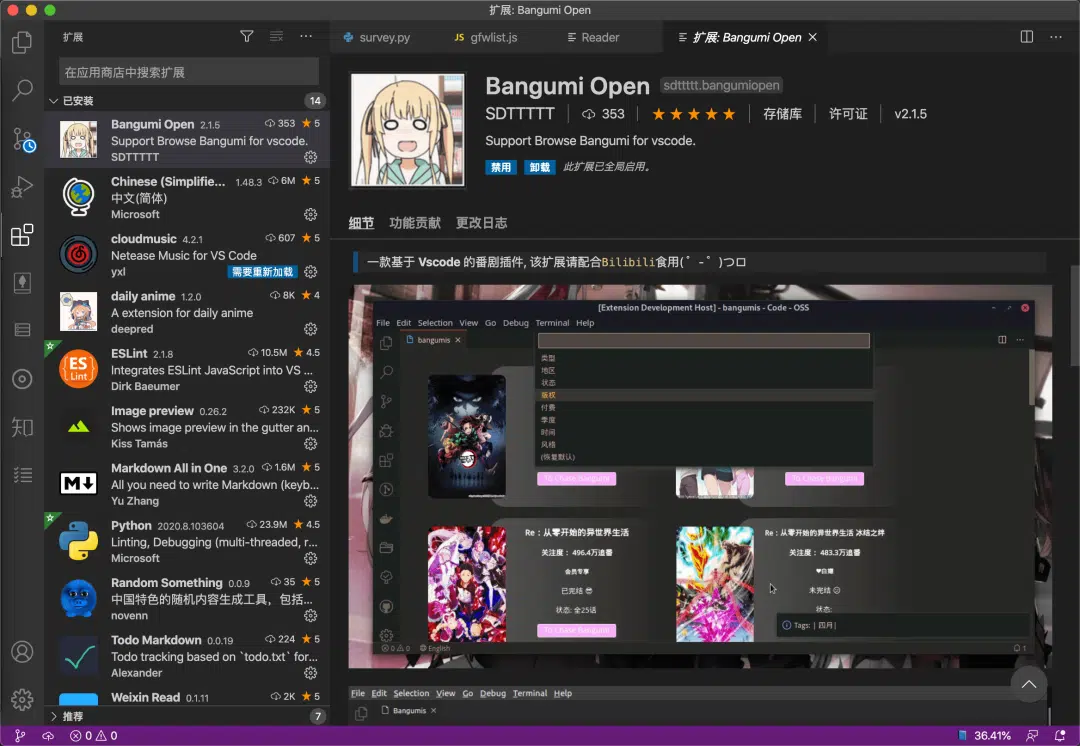 扩展: Bangumi Open
扩展
survey.py
JS gfwlist.js
Reader
扩展: Bangumi Open
在应用商店中搜索扩展
已安装 14
Bangumi Open 2.1.5 353 5
Support Browse Bangumi for vscode.
SDTTTTT
Chinese (Simplifie... 1.48.3 6M 5
中文(简体)
Microsoft
cloudmusic 4.2.1 607 5
Netease Music for VS Code
yxl 需要重新加载
daily anime 1.2.0 8K 4
A extension for daily anime
deepred
ES
Lint
ESLint 2.1.8 10.5M 4.5
Integrates ESLint JavaScript into VS ...
Dirk Baeumer
Image preview 0.26.2 232K 5
Shows image preview in the gutter an...
Kiss Tamás
Markdown All in One 3.2.0 1.6M 5
All you need to write Markdown (keyb...
Yu Zhang
Python 2020.8.103604 23.9M 4.5
Linting, Debugging (multi-threaded, r...
Microsoft
Random Something 0.0.9 35 5
中国特色的随机内容生成工具，包括...
novenn
Todo Markdown 0.0.19 224 5
Todo tracking based on `todo.txt` for...
Alexander
Weixin Read 0.1.11 2K 5
推荐 7
知
Bangumi Open sdttttt.bangumiopen
SDTTTTT 353 ★★★★★ 存储库 许可证 v2.1.5
Support Browse Bangumi for vscode.
禁用 卸载 此扩展已全局启用。
细节 功能贡献 更改日志
一款基于 Vscode 的番剧插件, 该扩展请配合Bilibili食用(゜-゜)つロ
[Extension Development Host] - bangumis - Code - OSS
File Edit Selection View Go Debug Terminal Help
bangumis
类型
地区
状态
版权
付费
季度
时间
风格
(恢复默认)
To Chase Bangumi
To Chase Bangumi
Re：从零开始的异世界生活
关注度： 496.4万追番
会员专享
已完结
状态: 全25话
To Chase Bangumi
Re：从零开始的异世界生活 冰结之绊
关注度： 483.3万追番
未完结
状态:
Tags: | 四月|
0 0 English
1
File Edit Selection View Go Debug Terminal Help
Bangumis
0 0
36.41%